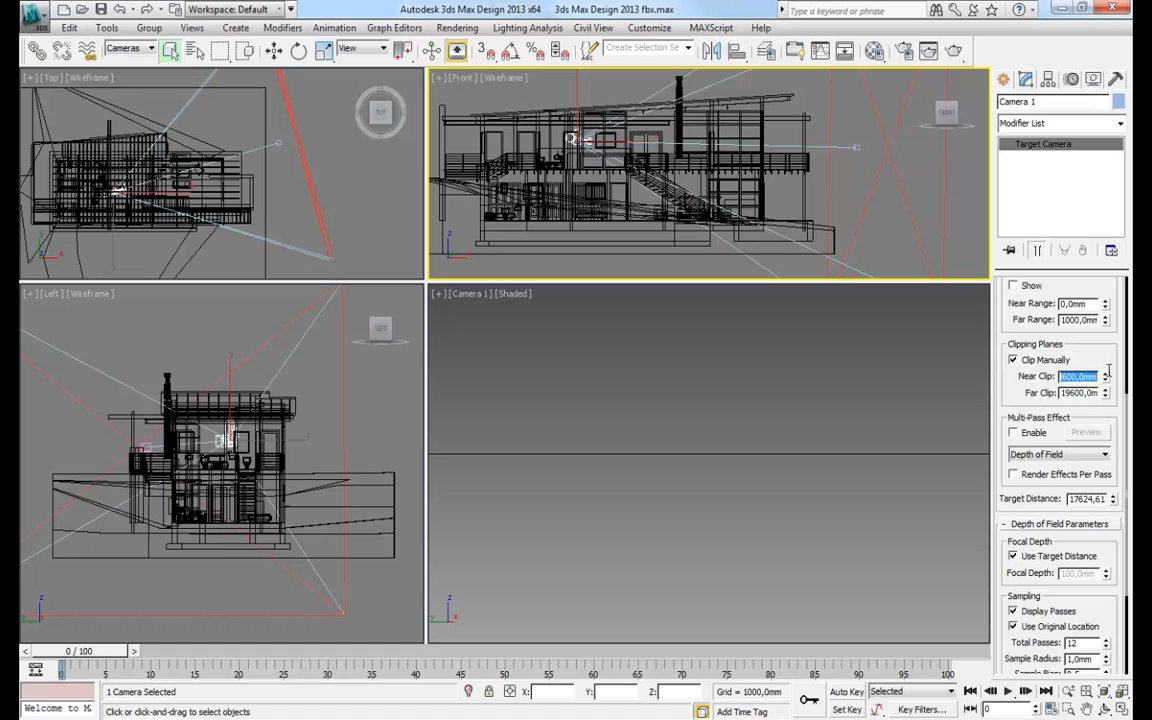 Workspace: Default
Autodesk 3ds Max Design 2013 x64    3ds Max Design 2013 fbx.max
Type a keyword or phrase
Edit Tools Group Views Create Modifiers Animation Graph Editors Rendering Lighting Analysis Civil View Customize MAXScript Help
Cameras
View
Create Selection Se
[+] [Top] [Wireframe]
TOP
[+] [Front] [Wireframe]
FRONT
Camera 1
Modifier List
Target Camera
Show
Near Range: 0,0mm
Far Range: 1000,0mm
Clipping Planes
Clip Manually
Near Clip: 600,0mm
Far Clip: 19600,0m
Multi-Pass Effect
Enable
Preview
Depth of Field
Render Effects Per Pass
Target Distance: 17624,61
- Depth of Field Parameters
Focal Depth
Use Target Distance
Focal Depth: 100,0mm
Sampling
Display Passes
Use Original Location
Total Passes: 12
Sample Radius: 1,0mm
[+] [Left] [Wireframe]
LEFT
[+] [Camera 1] [Shaded]
0 / 100
0 5 10 15 20 25 30 35 40 45 50 55 60 65 70 75 80 85 90 95 100
1 Camera Selected
X: Y: Z:
Grid = 1000,0mm
Auto Key
Selected
Welcome to M
Click or click-and-drag to select objects
Add Time Tag
Set Key
Key Filters...
0